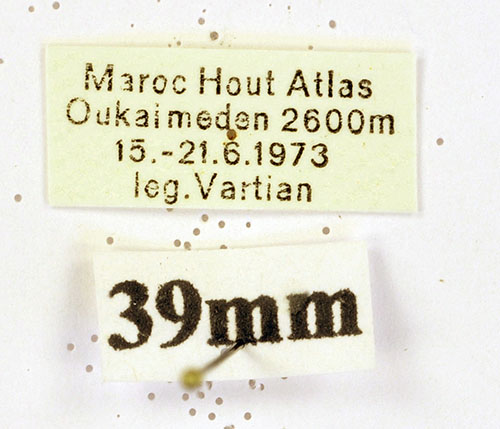 Maroc Hout Atlas
Oukaimeden 2600m
15.-21.6.1973
leg.Vartian
39mm